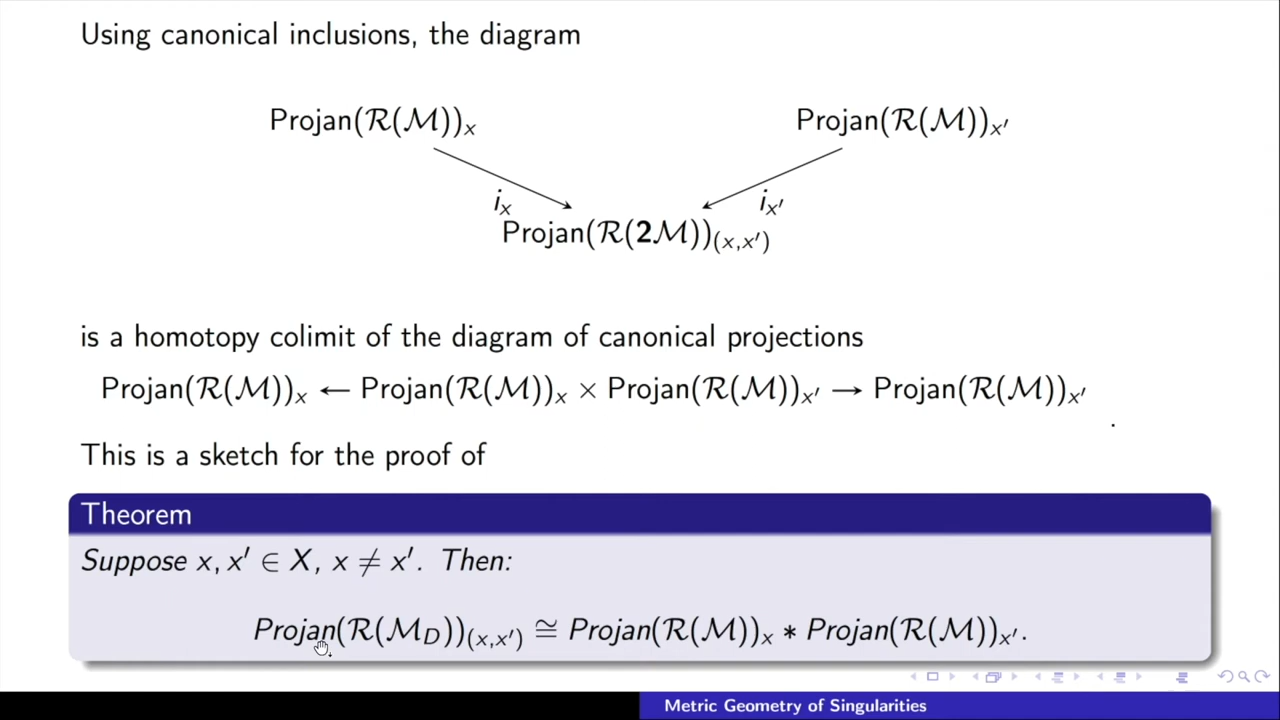 Using canonical inclusions, the diagram
Projan(ℛ(ℳ))ₓ Projan(ℛ(ℳ))ₓ′
iₓ iₓ′
Projan(ℛ(𝟐ℳ))₍ₓ,ₓ′₎
is a homotopy colimit of the diagram of canonical projections
Projan(ℛ(ℳ))ₓ ← Projan(ℛ(ℳ))ₓ × Projan(ℛ(ℳ))ₓ′ → Projan(ℛ(ℳ))ₓ′
.
This is a sketch for the proof of
Theorem
Suppose x, x′ ∈ X, x ≠ x′. Then:
Projan(ℛ(ℳ_D))₍ₓ,ₓ′₎ ≅ Projan(ℛ(ℳ))ₓ ∗ Projan(ℛ(ℳ))ₓ′.
Metric Geometry of Singularities